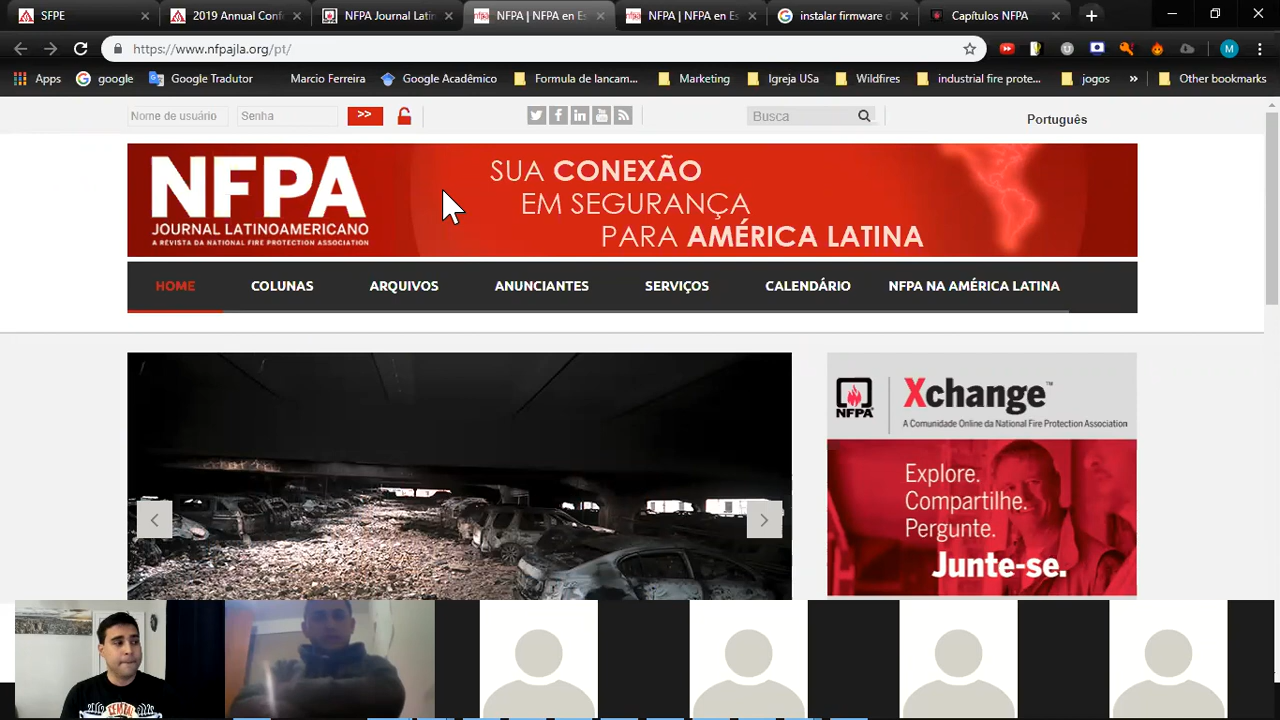 SFPE
2019 Annual Conf
NFPA Journal Latin
NFPA | NFPA en Es
NFPA | NFPA en Es
instalar firmware d
Capítulos NFPA
https://www.nfpajla.org/pt/
M
Apps
google
Google Tradutor
Marcio Ferreira
Google Acadêmico
Formula de lancam...
Marketing
Igreja USa
Wildfires
industrial fire prote...
jogos
»
Other bookmarks
Nome de usuário
Senha
>>
Busca
Português
NFPA
JOURNAL LATINOAMERICANO
A REVISTA DA NATIONAL FIRE PROTECTION ASSOCIATION
SUA CONEXÃO
EM SEGURANÇA
PARA AMÉRICA LATINA
HOME
COLUNAS
ARQUIVOS
ANUNCIANTES
SERVIÇOS
CALENDÁRIO
NFPA NA AMÉRICA LATINA
NFPA
Xchange™
A Comunidade Online da National Fire Protection Association
Explore.
Compartilhe.
Pergunte.
Junte-se.